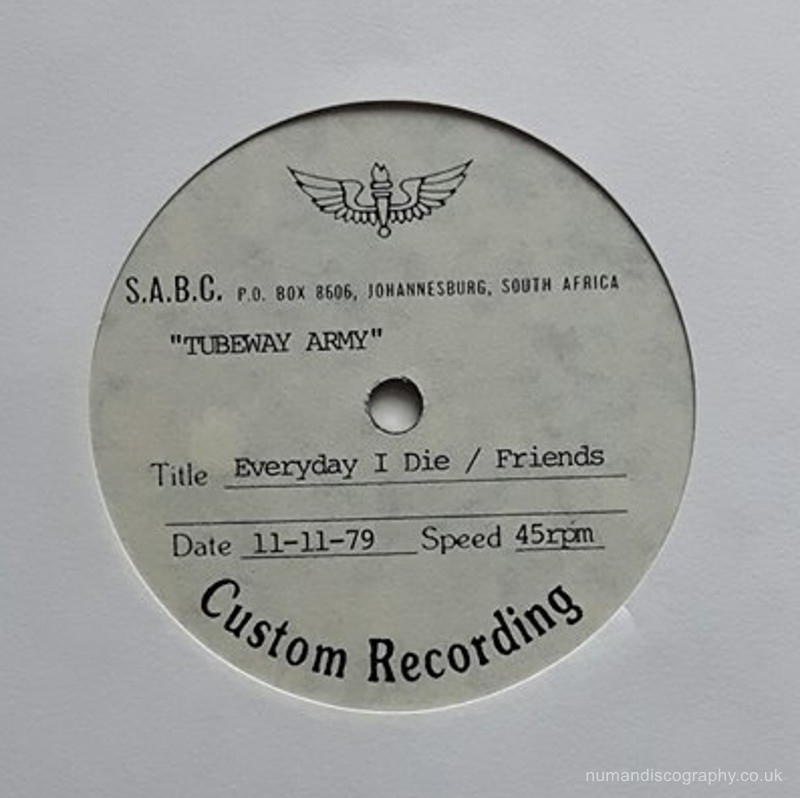 S.A.B.C. P.O. BOX 8606, JOHANNESBURG, SOUTH AFRICA
"TUBEWAY ARMY"
Title Everyday I Die / Friends
Date 11-11-79 Speed 45rpm
Custom Recording
numandiscography.co.uk